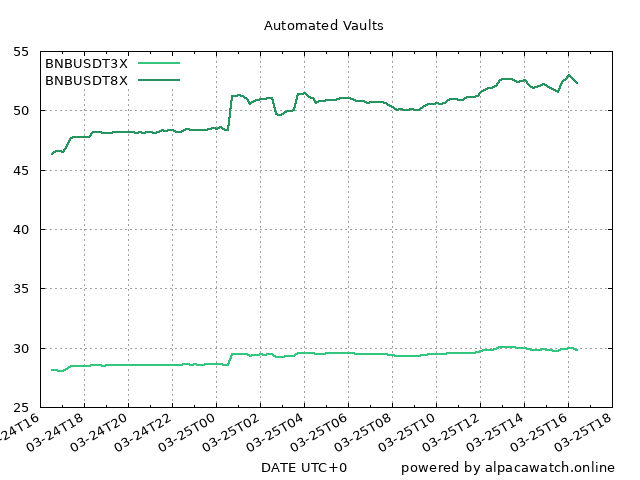 Automated Vaults
BNBUSDT3X
BNBUSDT8X
55
50
45
40
35
30
25
-24T16
03-24T18
03-24T20
03-24T22
03-25T00
03-25T02
03-25T04
03-25T06
03-25T08
03-25T10
03-25T12
03-25T14
03-25T16
03-25T18
DATE UTC+0
powered by alpacawatch.online